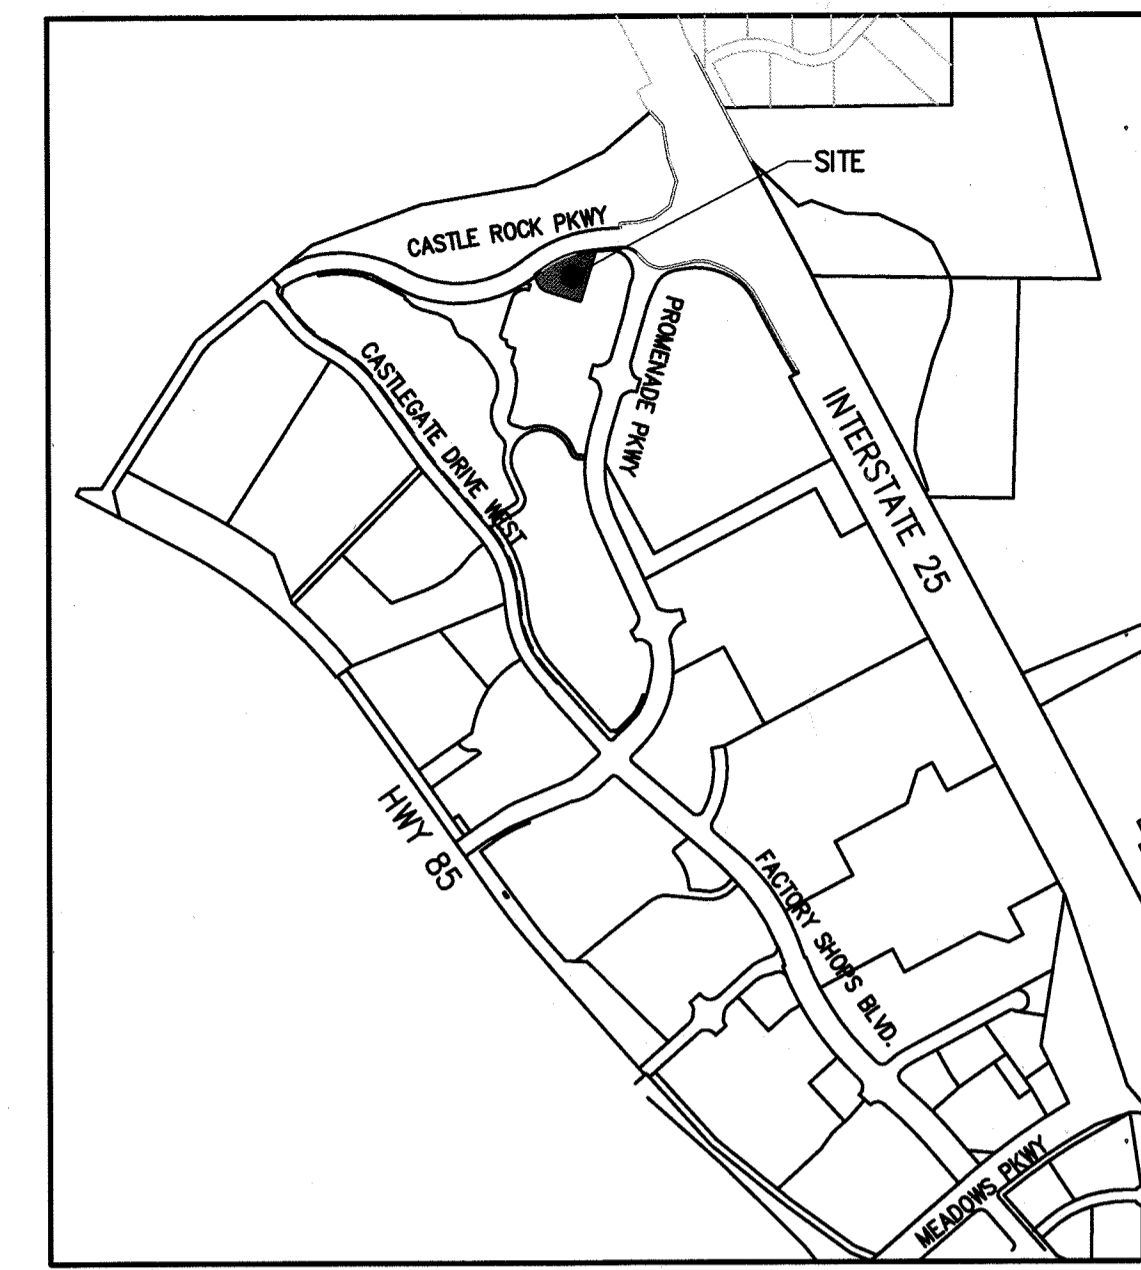 SITE
CASTLE ROCK PKWY
PROMENADE PKWY
CASTLEGATE DRIVE WEST
INTERSTATE 25
HWY 85
FACTORY SHOPS BLVD.
MEADOWS PKWY